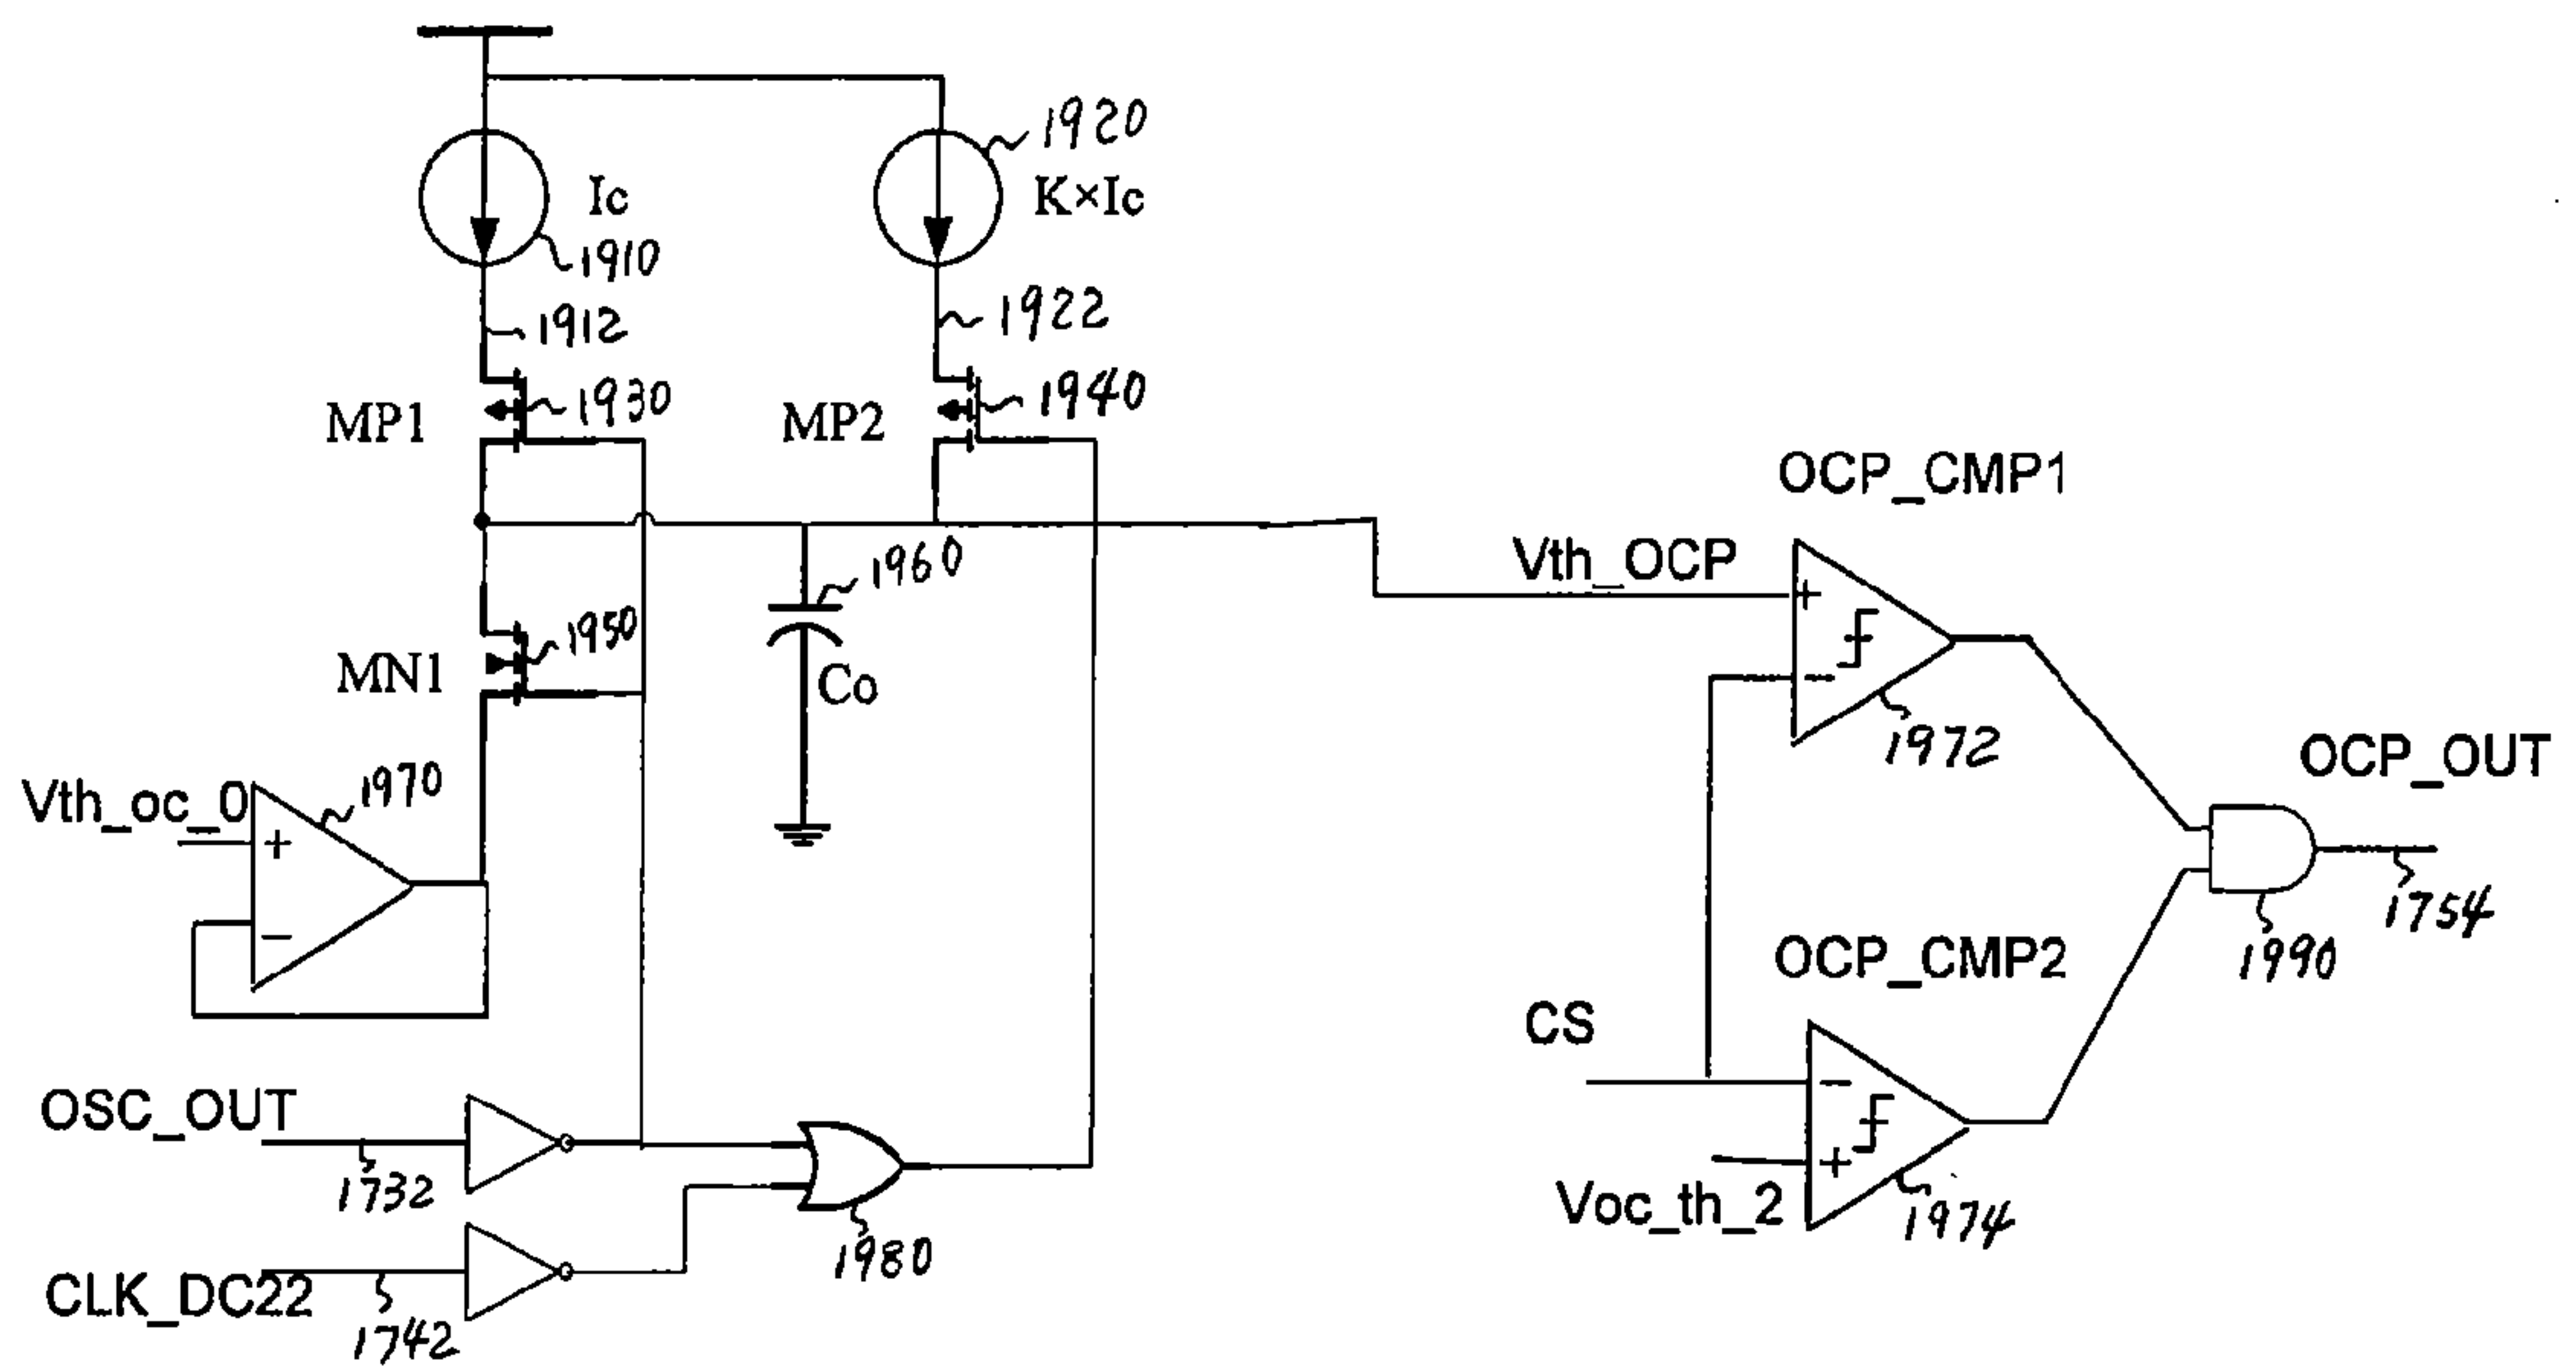 1920
Ic
K×Ic
1910
1912
1922
MP1
1930
MP2
1940
OCP_CMP1
Vth_OCP
1960
+
MN1
1950
Co
−
1972
OCP_OUT
Vth_oc_0
1970
+
−
1754
1990
OCP_CMP2
CS
−
OSC_OUT
1732
+
Voc_th_2
1974
1980
CLK_DC22
1742